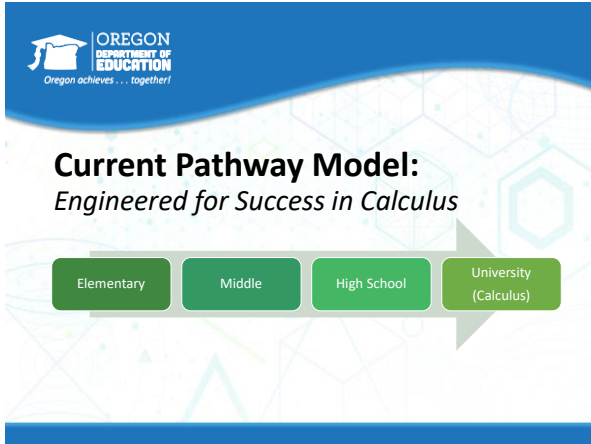 OREGON
DEPARTMENT OF
EDUCATION
Oregon achieves . . . together!
Current Pathway Model:
Engineered for Success in Calculus
Elementary
Middle
High School
University
(Calculus)